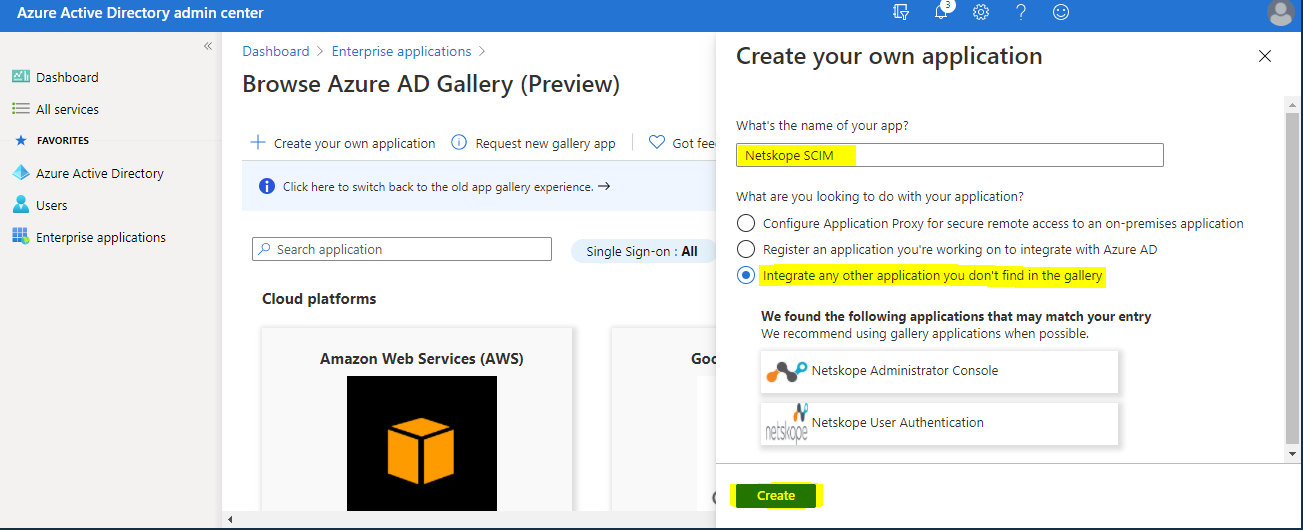 Azure Active Directory admin center
3
Dashboard
All services
FAVORITES
Azure Active Directory
Users
Enterprise applications
Dashboard > Enterprise applications >
Browse Azure AD Gallery (Preview)
Create your own application
Request new gallery app
Got fee
Click here to switch back to the old app gallery experience. →
Search application
Single Sign-on : All
Cloud platforms
Amazon Web Services (AWS)
Goo
Create your own application
What's the name of your app?
Netskope SCIM
What are you looking to do with your application?
Configure Application Proxy for secure remote access to an on-premises application
Register an application you're working on to integrate with Azure AD
Integrate any other application you don't find in the gallery
We found the following applications that may match your entry
We recommend using gallery applications when possible.
Netskope Administrator Console
netskope
Netskope User Authentication
Create